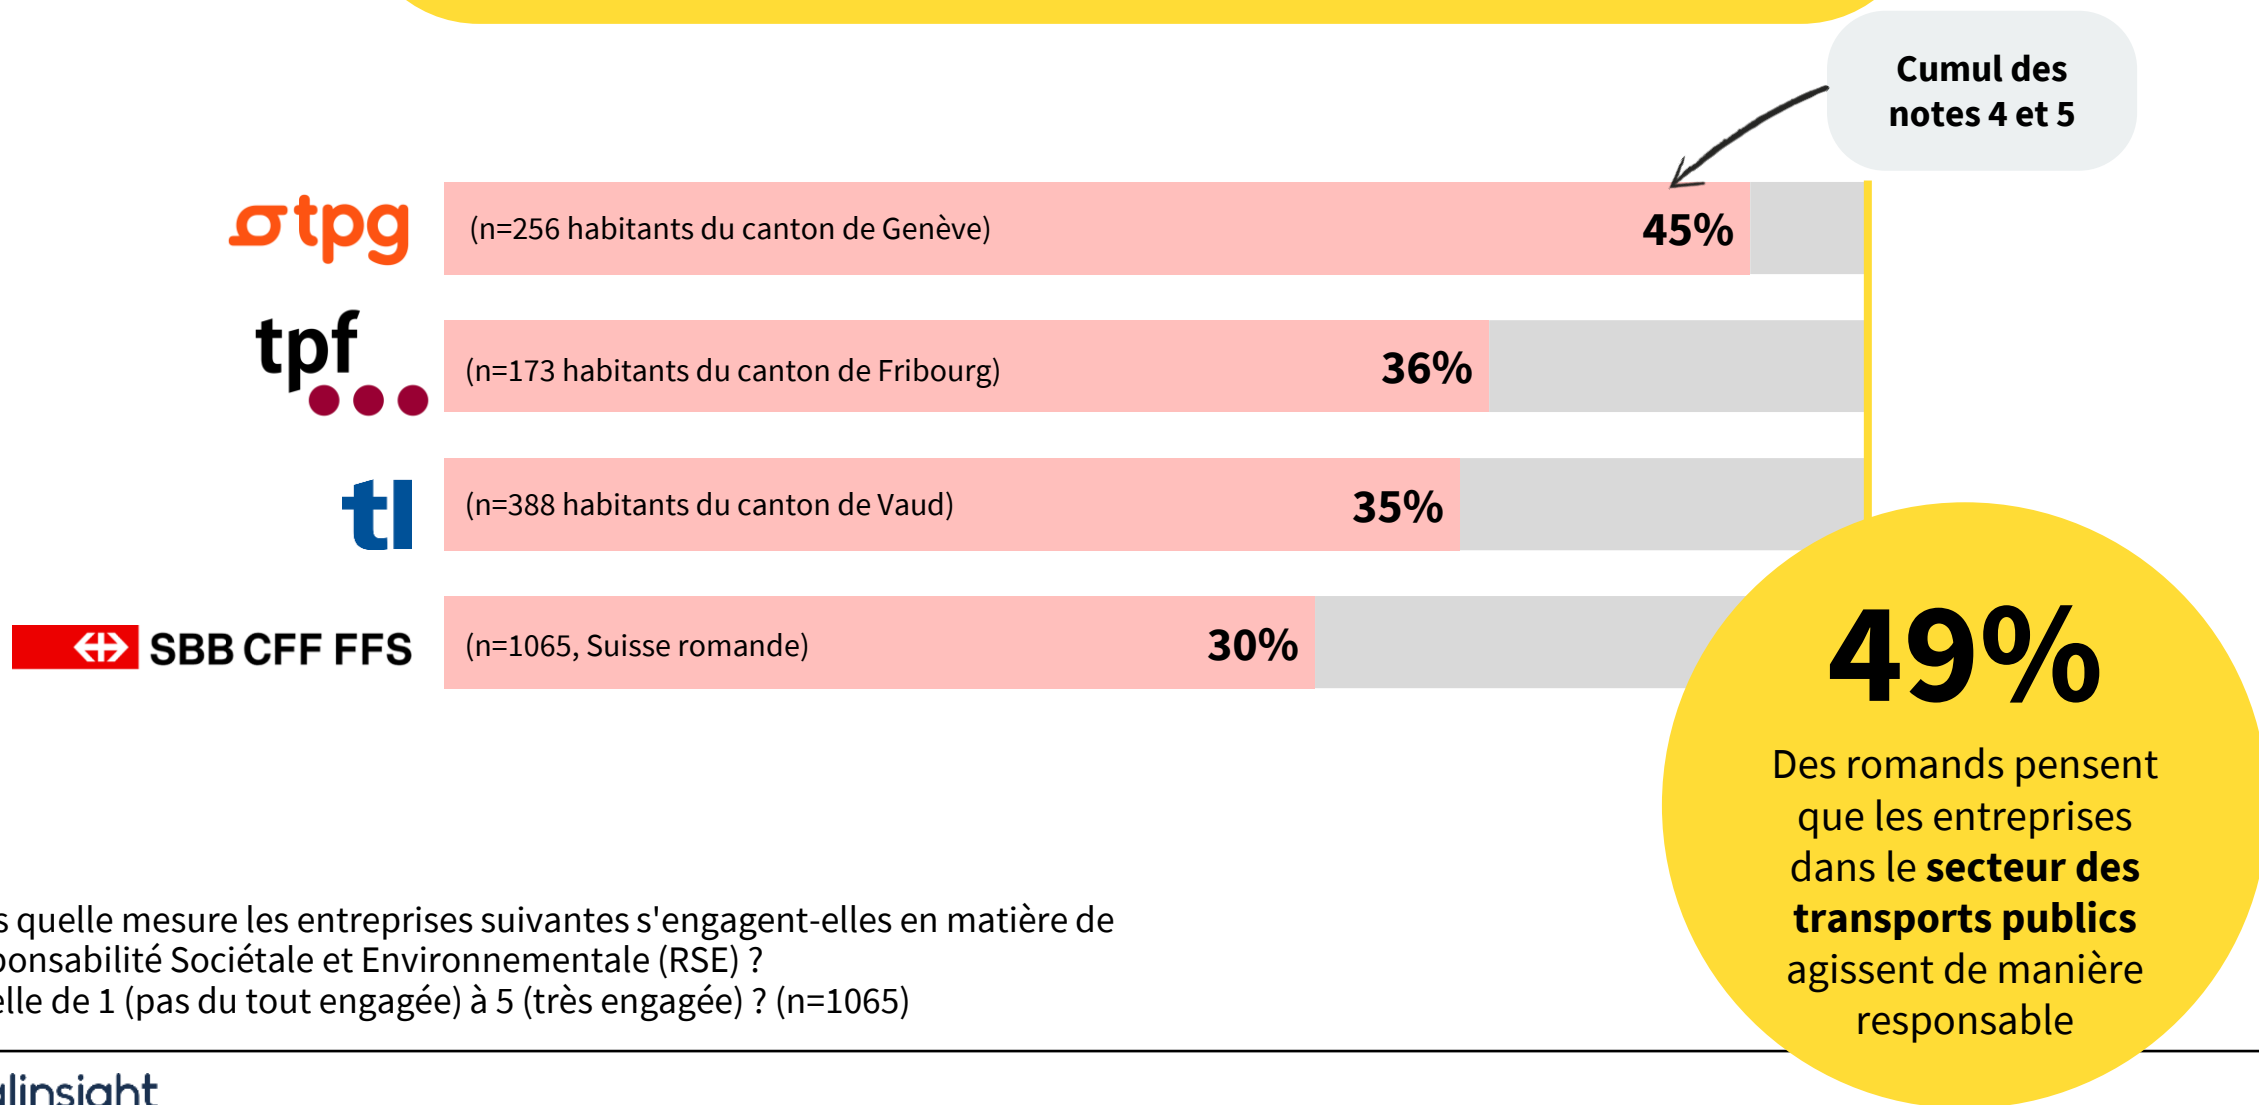 Cumul des
notes 4 et 5
tpg
(n=256 habitants du canton de Genève)
45%
tpf
(n=173 habitants du canton de Fribourg)
36%
tl
(n=388 habitants du canton de Vaud)
35%
SBB CFF FFS
(n=1065, Suisse romande)
30%
49%
Des romands pensent
que les entreprises
dans le secteur des
transports publics
agissent de manière
responsable
quelle mesure les entreprises suivantes s'engagent-elles en matière de
Sociétale et Environnementale (RSE) ?
de 1 (pas du tout engagée) à 5 (très engagée) ? (n=1065)